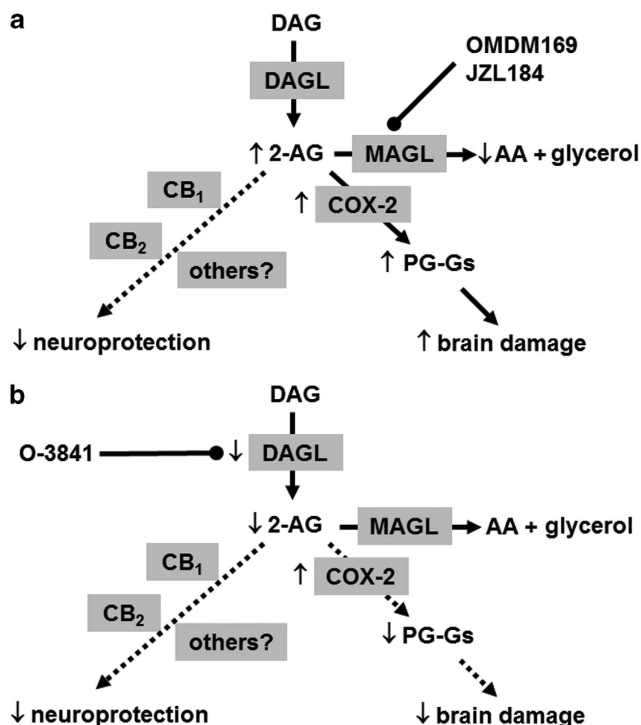 a
DAG
OMDM169
JZL184
DAGL
↑ 2-AG
MAGL
↓ AA + glycerol
CB₁
↑ COX-2
CB₂
others?
↑ PG-Gs
↓ neuroprotection
↑ brain damage
b
DAG
O-3841
↓ DAGL
↓ 2-AG
MAGL
AA + glycerol
CB₁
↑ COX-2
CB₂
others?
↓ PG-Gs
↓ neuroprotection
↓ brain damage